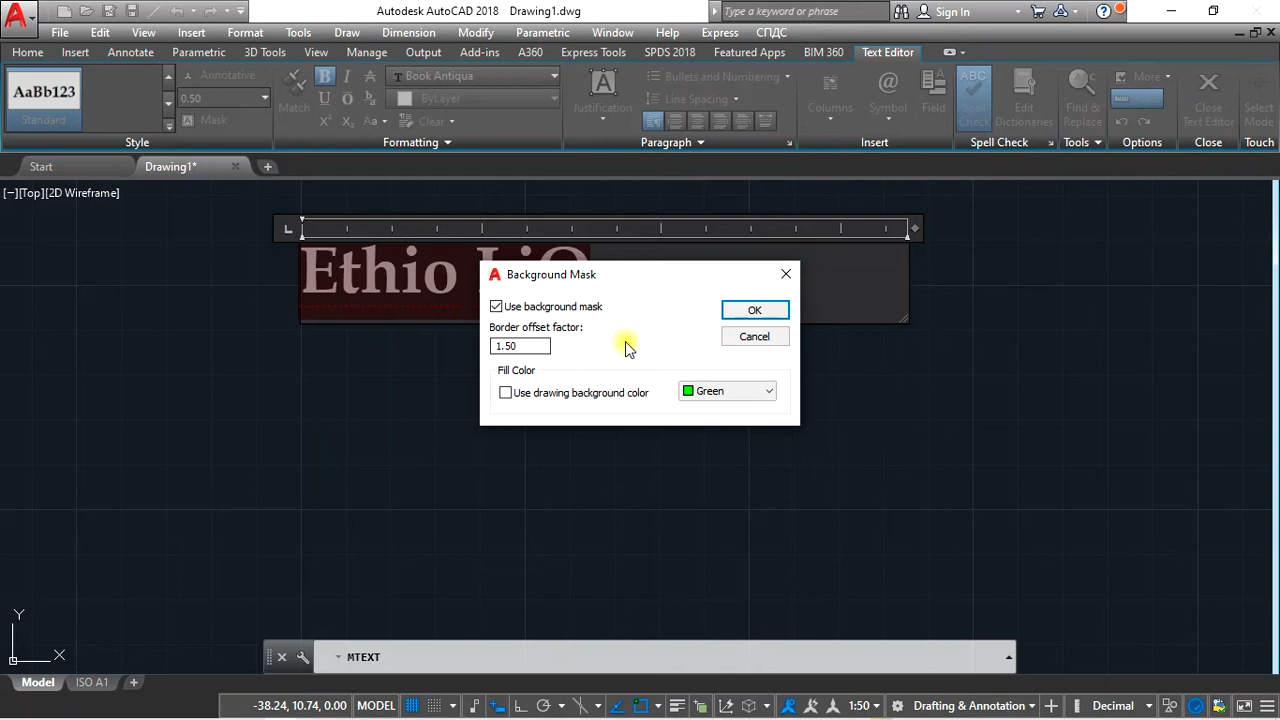 Autodesk AutoCAD 2018 Drawing1.dwg
Type a keyword or phrase
Sign In
File Edit View Insert Format Tools Draw Dimension Modify Parametric Window Help Express СПДС
Home Insert Annotate Parametric 3D Tools View Manage Output Add-ins A360 Express Tools SPDS 2018 Featured Apps BIM 360 Text Editor
AaBb123
Standard
Annotative
0.50
Mask
Style
Match
Book Antiqua
ByLayer
Clear
Formatting
Justification
Bullets and Numbering
Line Spacing
Paragraph
Columns
Symbol
Field
Insert
ABC
Spell
Check
Edit
Dictionaries
Spell Check
Find &
Replace
Tools
More
Ruler
Options
Close
Text Editor
Close
Select
Mode
Touch
Start
Drawing1*
[−][Top][2D Wireframe]
Ethio
Background Mask
Use background mask
OK
Border offset factor:
Cancel
1.50
Fill Color
Use drawing background color
Green
Y
X
MTEXT
Model ISO A1
-38.24, 10.74, 0.00 MODEL 1:50 Drafting & Annotation Decimal